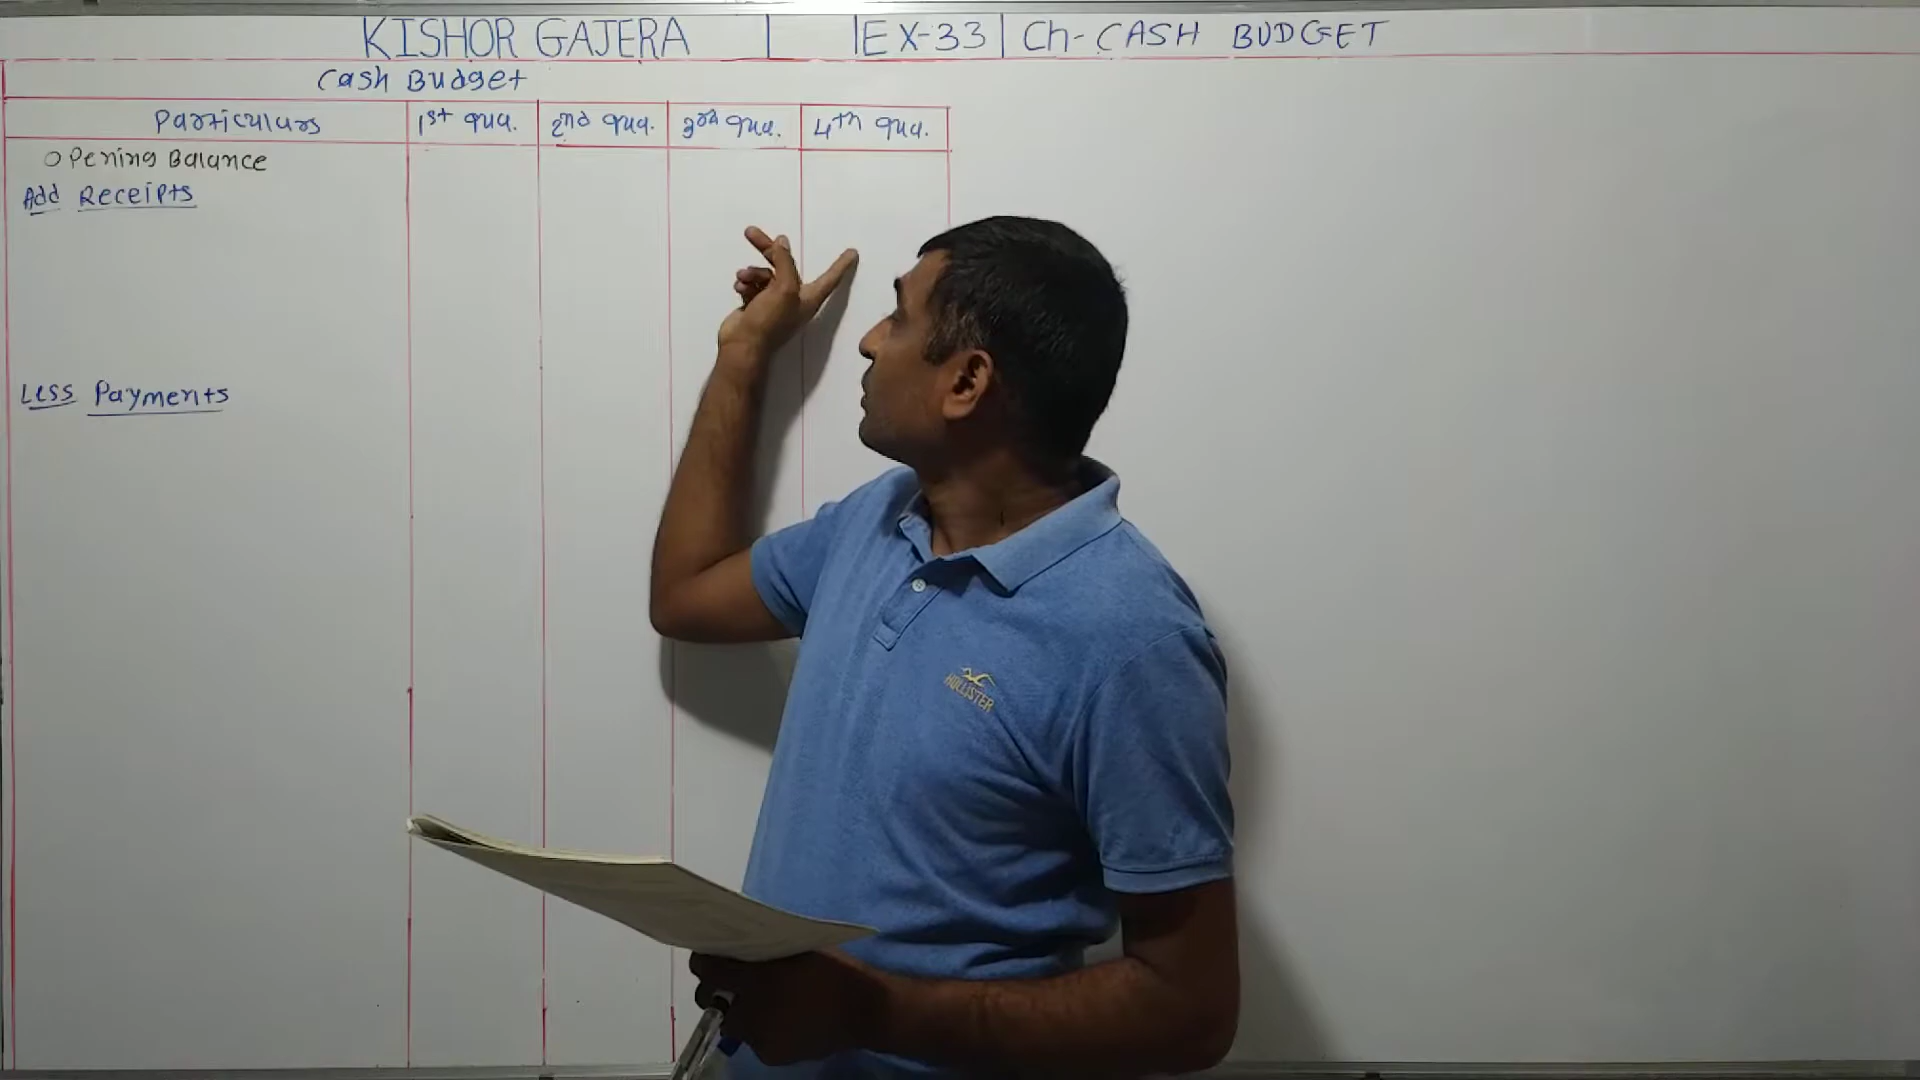 KISHOR GAJERA EX-33 Ch- CASH BUDGET
Cash Budget
Particulars 1st qua. 2nd qua. 3rd qua. 4th qua.
Opening Balance
Add Receipts
Less Payments
HOLLISTER